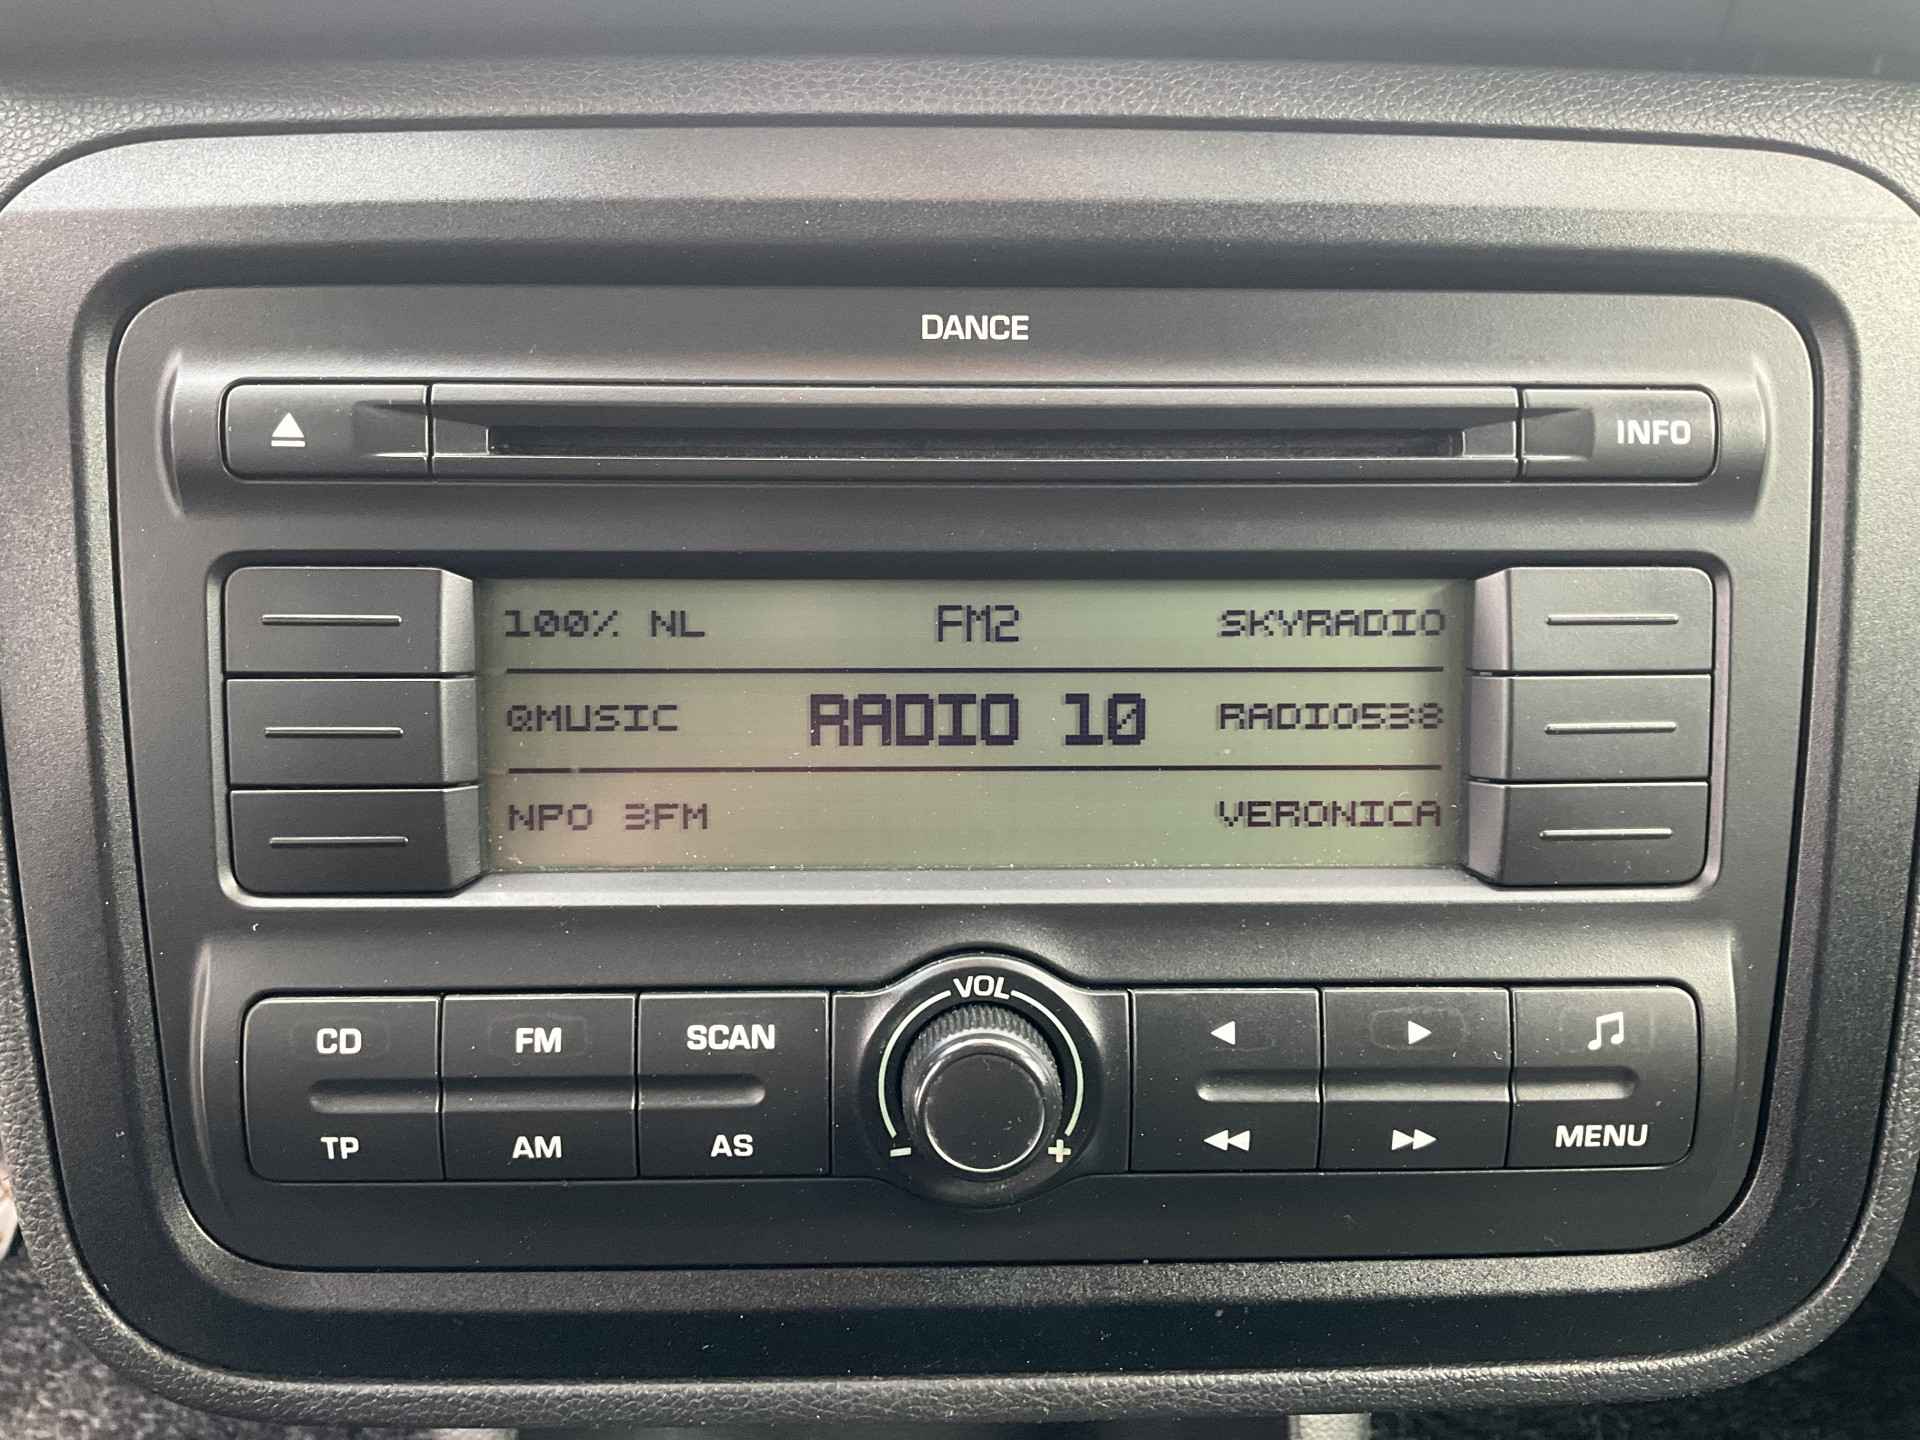 DANCE
INFO
100% NL FM2 SKYRADIO
QMUSIC RADIO 10 RADIO538
NPO 3FM VERONICA
VOL
CD FM SCAN
- +
TP AM AS MENU